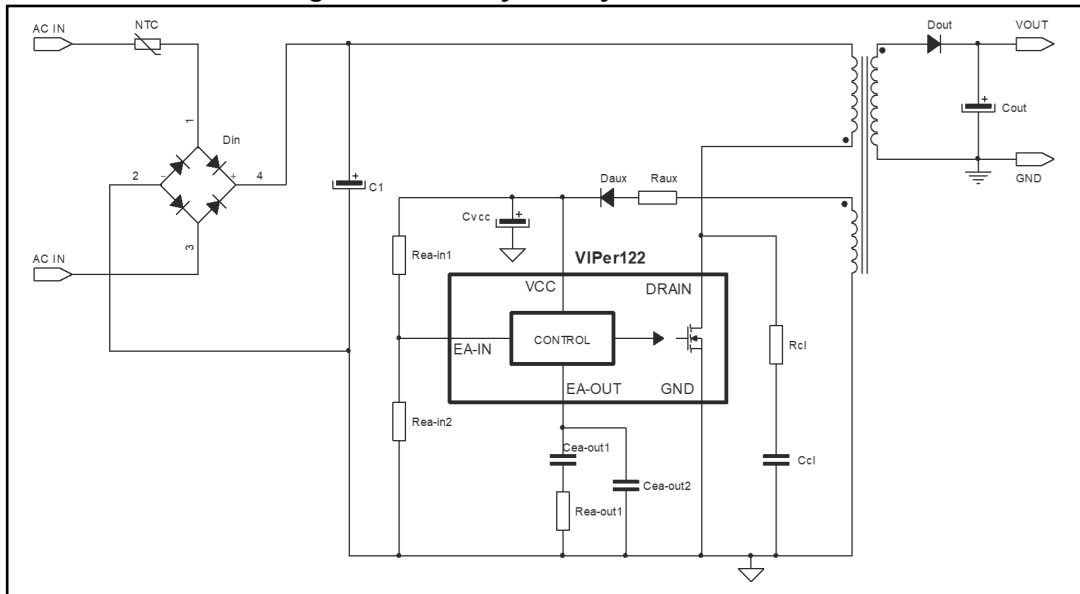 AC IN
NTC
Dout
VOUT
1
Din
Cout
2
-
+
4
+
C1
GND
Daux
Raux
Cvcc
+
3
Rea-in1
VIPer122
AC IN
VCC
DRAIN
CONTROL
EA-IN
Rcl
EA-OUT
GND
Rea-in2
Cea-out1
Ccl
Cea-out2
Rea-out1